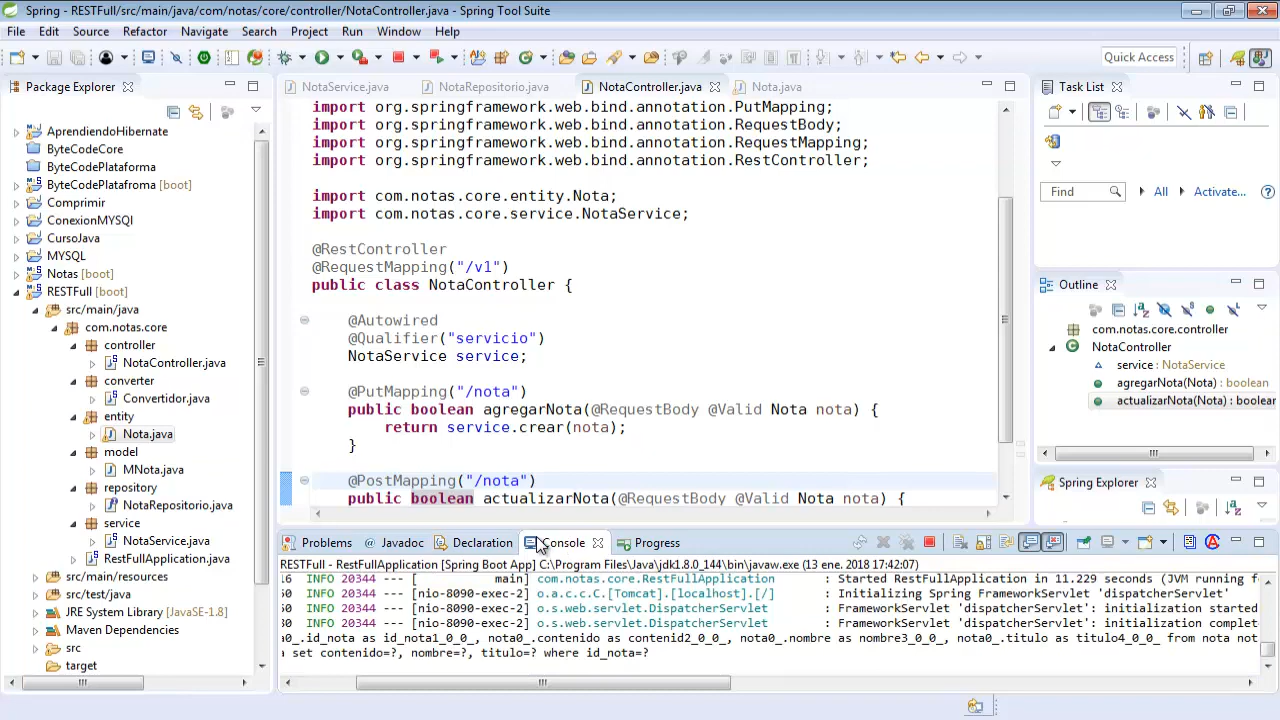 Spring - RESTFull/src/main/java/com/notas/core/controller/NotaController.java - Spring Tool Suite
File Edit Source Refactor Navigate Search Project Run Window Help
Quick Access
Package Explorer
AprendiendoHibernate
ByteCodeCore
ByteCodePlataforma
ByteCodePlatafroma [boot]
Comprimir
ConexionMYSQl
CursoJava
MYSQL
Notas [boot]
RESTFull [boot]
src/main/java
com.notas.core
controller
NotaController.java
converter
Convertidor.java
entity
Nota.java
model
MNota.java
repository
NotaRepositorio.java
service
NotaService.java
RestFullApplication.java
src/main/resources
src/test/java
JRE System Library [JavaSE-1.8]
Maven Dependencies
src
target
NotaService.java NotaRepositorio.java NotaController.java Nota.java
import org.springframework.web.bind.annotation.PutMapping;
import org.springframework.web.bind.annotation.RequestBody;
import org.springframework.web.bind.annotation.RequestMapping;
import org.springframework.web.bind.annotation.RestController;
import com.notas.core.entity.Nota;
import com.notas.core.service.NotaService;
@RestController
@RequestMapping("/v1")
public class NotaController {
@Autowired
@Qualifier("servicio")
NotaService service;
@PutMapping("/nota")
public boolean agregarNota(@RequestBody @Valid Nota nota) {
return service.crear(nota);
}
@PostMapping("/nota")
public boolean actualizarNota(@RequestBody @Valid Nota nota) {
Task List
Find All Activate...
Outline
com.notas.core.controller
NotaController
service : NotaService
agregarNota(Nota) : boolean
actualizarNota(Nota) : boolear
Spring Explorer
Problems Javadoc Declaration Console Progress
RESTFull - RestFullApplication [Spring Boot App] C:\Program Files\Java\jdk1.8.0_144\bin\javaw.exe (13 ene. 2018 17:42:07)
16 INFO 20344 --- [ main] com.notas.core.RestFullApplication : Started RestFullApplication in 11.229 seconds (JVM running f
50 INFO 20344 --- [nio-8090-exec-2] o.a.c.c.C.[Tomcat].[localhost].[/] : Initializing Spring FrameworkServlet 'dispatcherServlet'
50 INFO 20344 --- [nio-8090-exec-2] o.s.web.servlet.DispatcherServlet : FrameworkServlet 'dispatcherServlet': initialization started
30 INFO 20344 --- [nio-8090-exec-2] o.s.web.servlet.DispatcherServlet : FrameworkServlet 'dispatcherServlet': initialization complet
ta0_.id_nota as id_nota1_0_0_, nota0_.contenido as contenid2_0_0_, nota0_.nombre as nombre3_0_0_, nota0_.titulo as titulo4_0_0_ from nota not
a set contenido=?, nombre=?, titulo=? where id_nota=?